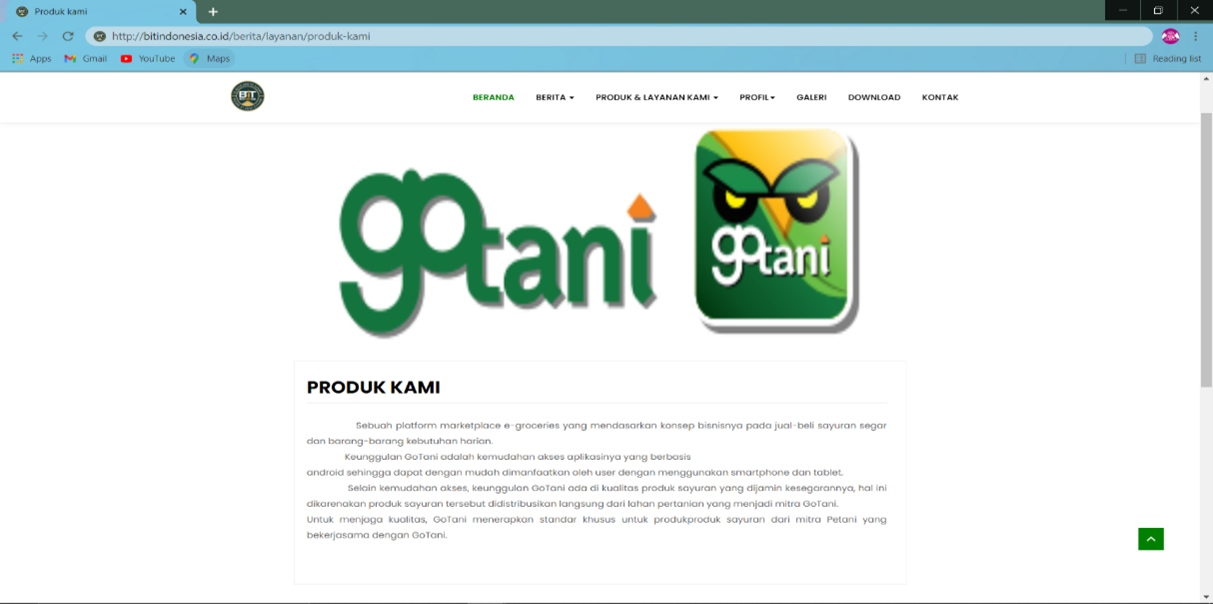 Produk kami
http://bitindonesia.co.id/berita/layanan/produk-kami
Apps Gmail YouTube Maps Reading list
BIT
BERANDA BERITA PRODUK & LAYANAN KAMI PROFIL GALERI DOWNLOAD KONTAK
gotani
gotani
PRODUK KAMI
Sebuah platform marketplace e-groceries yang mendasarkan konsep bisnisnya pada jual-beli sayuran segar
dan barang-barang kebutuhan harian.
Keunggulan GoTani adalah kemudahan akses aplikasinya yang berbasis
android sehingga dapat dengan mudah dimanfaatkan oleh user dengan menggunakan smartphone dan tablet.
Selain kemudahan akses, keunggulan GoTani ada di kualitas produk sayuran yang dijamin kesegarannya, hal ini
dikarenakan produk sayuran tersebut didistribusikan langsung dari lahan pertanian yang menjadi mitra GoTani.
Untuk menjaga kualitas, GoTani menerapkan standar khusus untuk produkproduk sayuran dari mitra Petani yang
bekerjasama dengan GoTani.